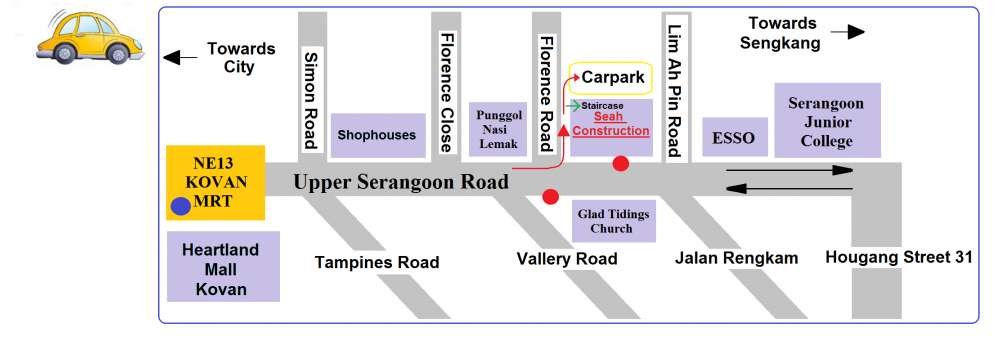 Towards
City
Simon Road
Florence Close
Florence Road
Lim Ah Pin Road
Towards
Sengkang
Carpark
Staircase
Seah
Construction
Shophouses
Punggol
Nasi
Lemak
ESSO
Serangoon
Junior
College
NE13
KOVAN
MRT
Upper Serangoon Road
Heartland
Mall
Kovan
Tampines Road
Glad Tidings
Church
Vallery Road
Jalan Rengkam
Hougang Street 31